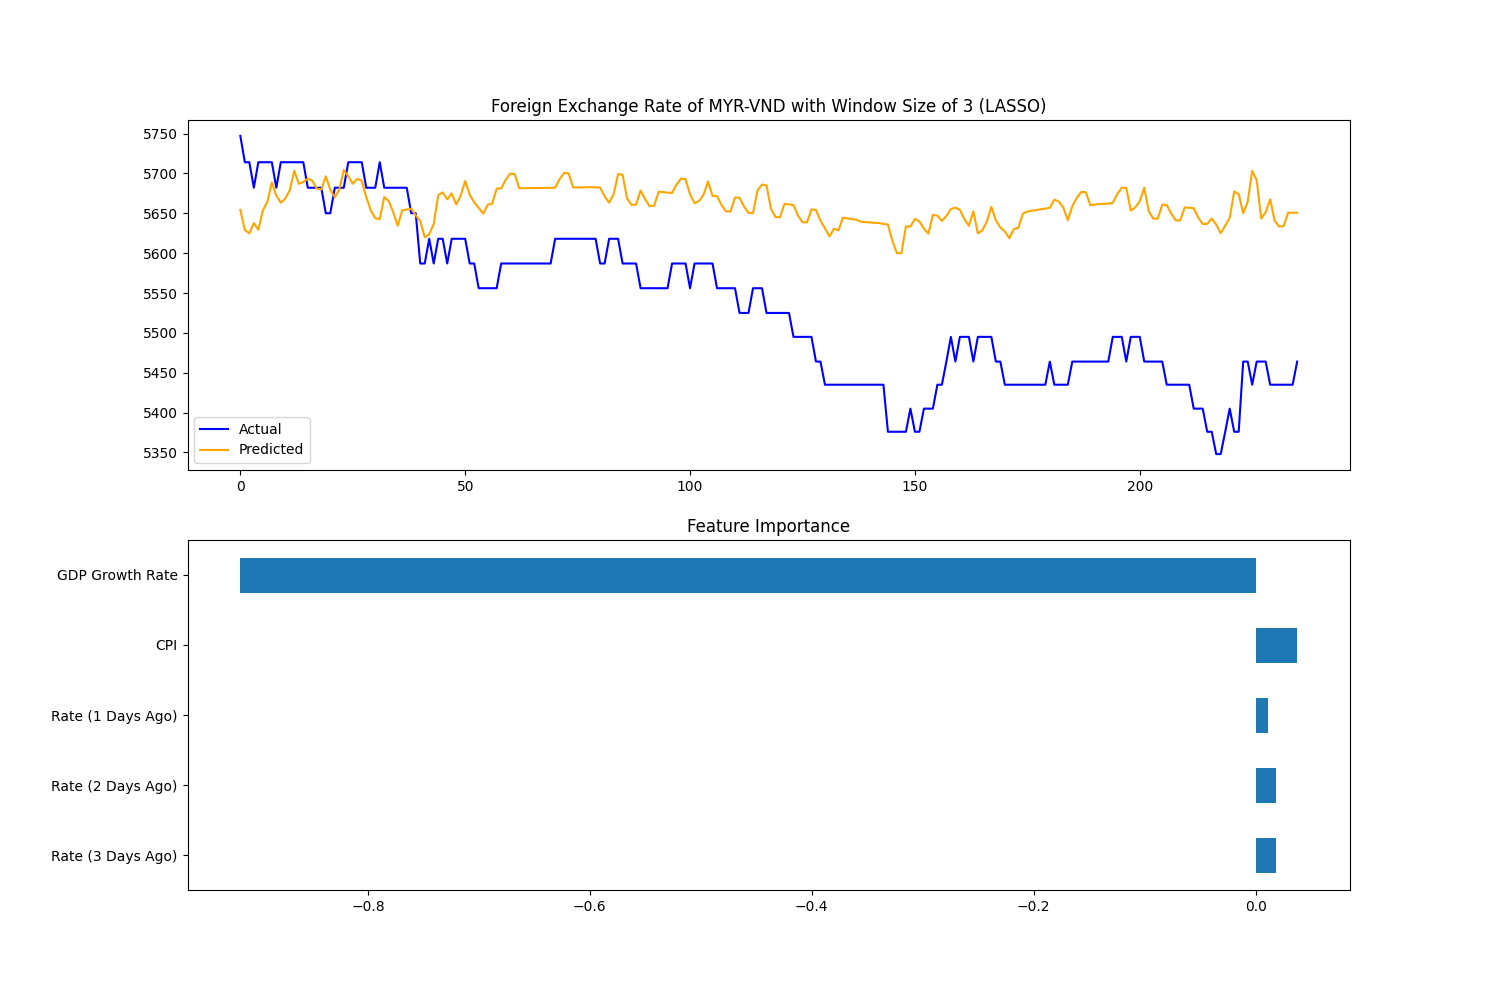 Foreign Exchange Rate of MYR-VND with Window Size of 3 (LASSO)
5750
5700
5650
5600
5550
5500
5450
5400
5350
Actual
Predicted
0 50 100 150 200
Feature Importance
GDP Growth Rate
CPI
Rate (1 Days Ago)
Rate (2 Days Ago)
Rate (3 Days Ago)
−0.8 −0.6 −0.4 −0.2 0.0